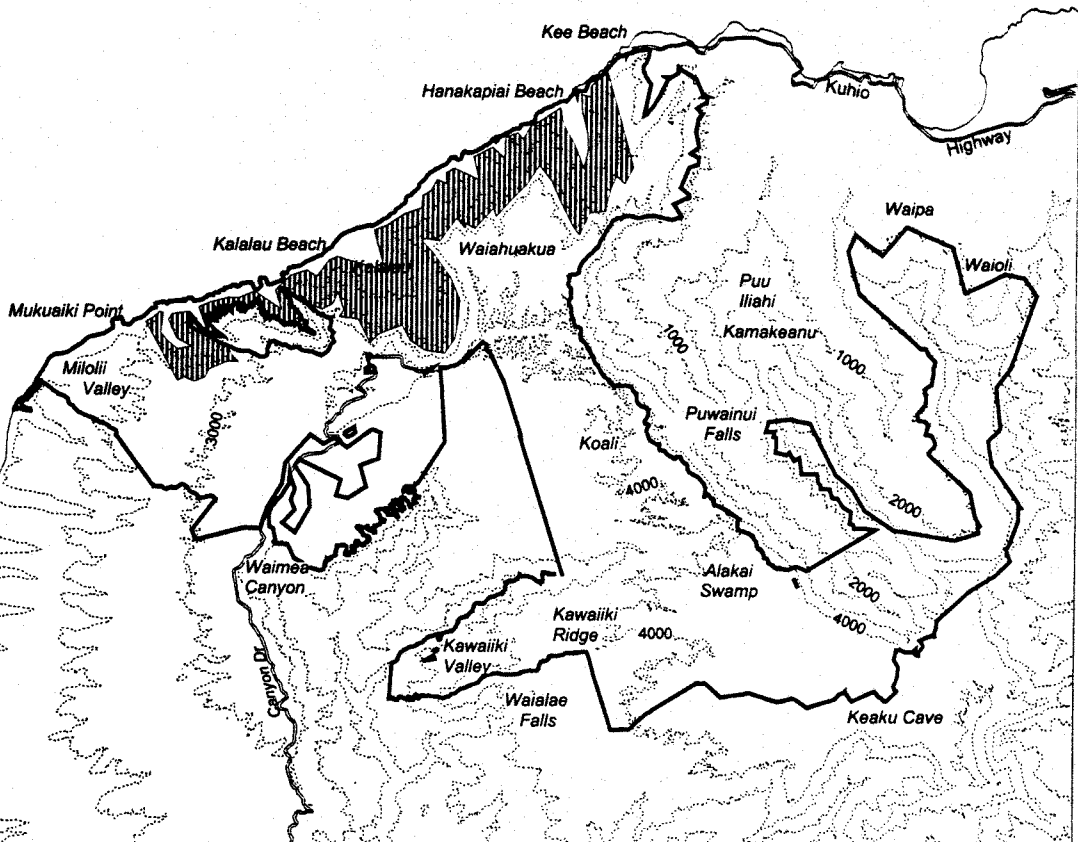 Kee Beach
Hanakapiai Beach
Kuhio
Highway
Waipa
Kalalau Beach
Waiahuakua
Waioli
Puu
Iliahi
Mukuaiki Point
Kamakeanu
1000
1000
Milolii
Valley
3000
Puwainui
Falls
Koali
4000
2000
Waimea
Canyon
Alakai
Swamp
2000
Kawaiiki
Ridge
4000
4000
Kawaiiki
Valley
Canyon Dr
Waialae
Falls
Keaku Cave